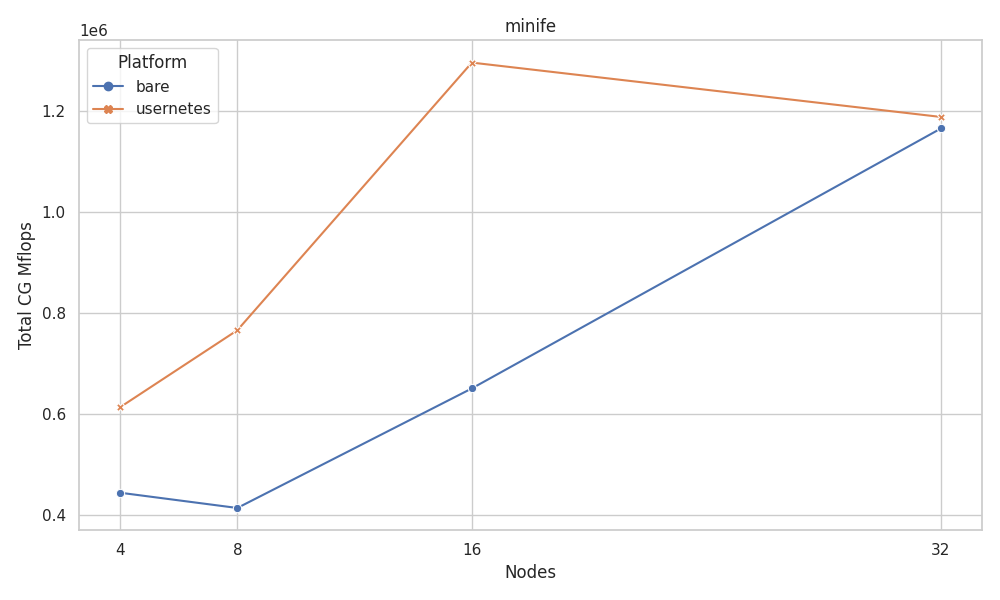 minife
1e6
Platform
bare
usernetes
Total CG Mflops
1.2
1.0
0.8
0.6
0.4
4 8 16 32
Nodes